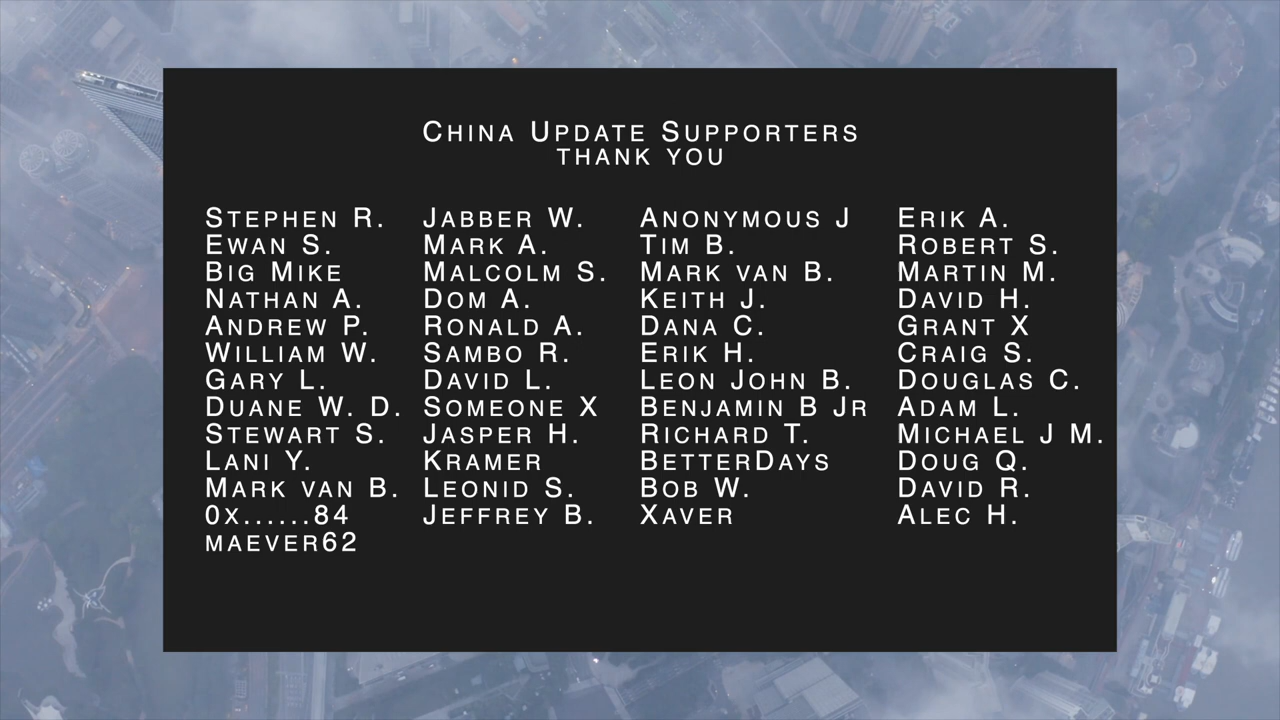 China Update Supporters
THANK YOU
Stephen R.
Ewan S.
Big Mike
Nathan A.
Andrew P.
William W.
Gary L.
Duane W. D.
Stewart S.
Lani Y.
Mark van B.
0x......84
maever62
Jabber W.
Mark A.
Malcolm S.
Dom A.
Ronald A.
Sambo R.
David L.
Someone X
Jasper H.
Kramer
Leonid S.
Jeffrey B.
Anonymous J
Tim B.
Mark van B.
Keith J.
Dana C.
Erik H.
Leon John B.
Benjamin B Jr
Richard T.
BetterDays
Bob W.
Xaver
Erik A.
Robert S.
Martin M.
David H.
Grant X
Craig S.
Douglas C.
Adam L.
Michael J M.
Doug Q.
David R.
Alec H.